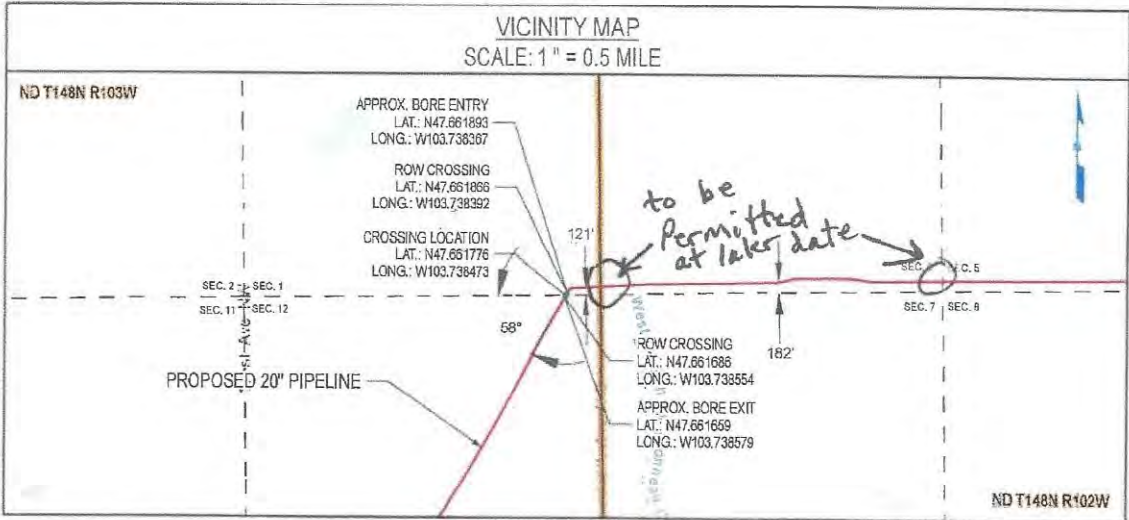 VICINITY MAP
SCALE: 1 " = 0.5 MILE
ND T148N R103W
APPROX. BORE ENTRY
LAT.: N47.661893
LONG.: W103.738367
ROW CROSSING
LAT.: N47.661866
LONG.: W103.738392
CROSSING LOCATION
LAT.: N47.661776
LONG.: W103.738473
to be
Permitted
at later date
121'
SEC. 2
SEC. 1
SEC. 11
SEC. 12
SEC.
SEC. 5
SEC. 7
SEC. 8
58°
182'
West
ROW CROSSING
LAT.: N47.661686
LONG.: W103.738554
PROPOSED 20" PIPELINE
APPROX. BORE EXIT
LAT.: N47.661659
LONG.: W103.738579
ND T148N R102W